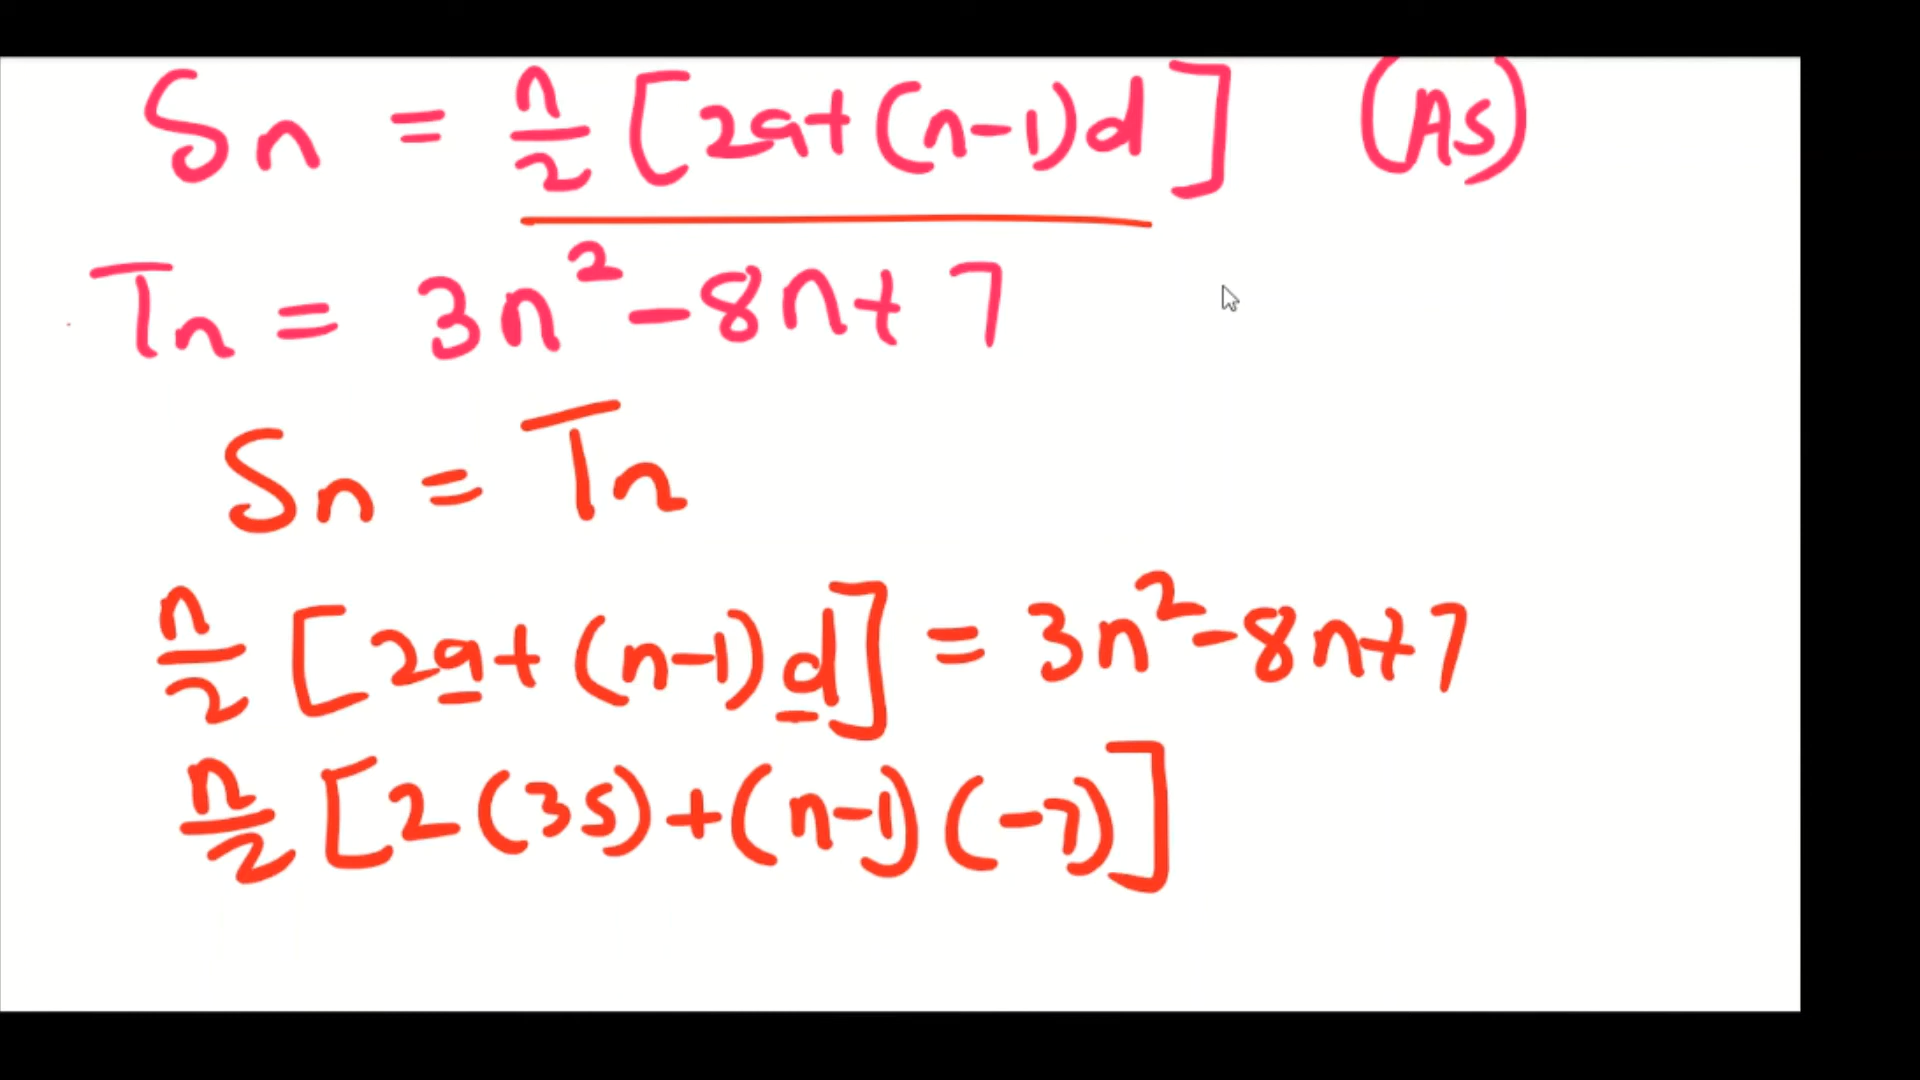 Sn = n/2 [2a+(n-1)d] (As)
Tn = 3n²-8n+7
Sn = Tn
n/2 [2a+(n-1)d] = 3n²-8n+7
n/2 [2(35)+(n-1)(-7)]